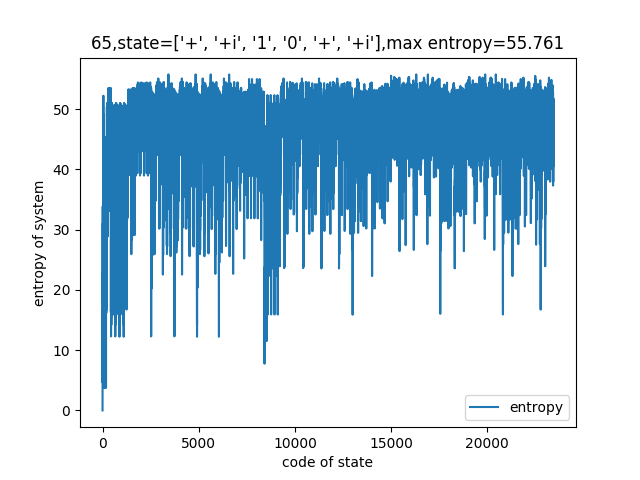 65,state=['+', '+i', '1', '0', '+', '+i'],max entropy=55.761
entropy of system
50
40
30
20
10
0
entropy
0 5000 10000 15000 20000
code of state